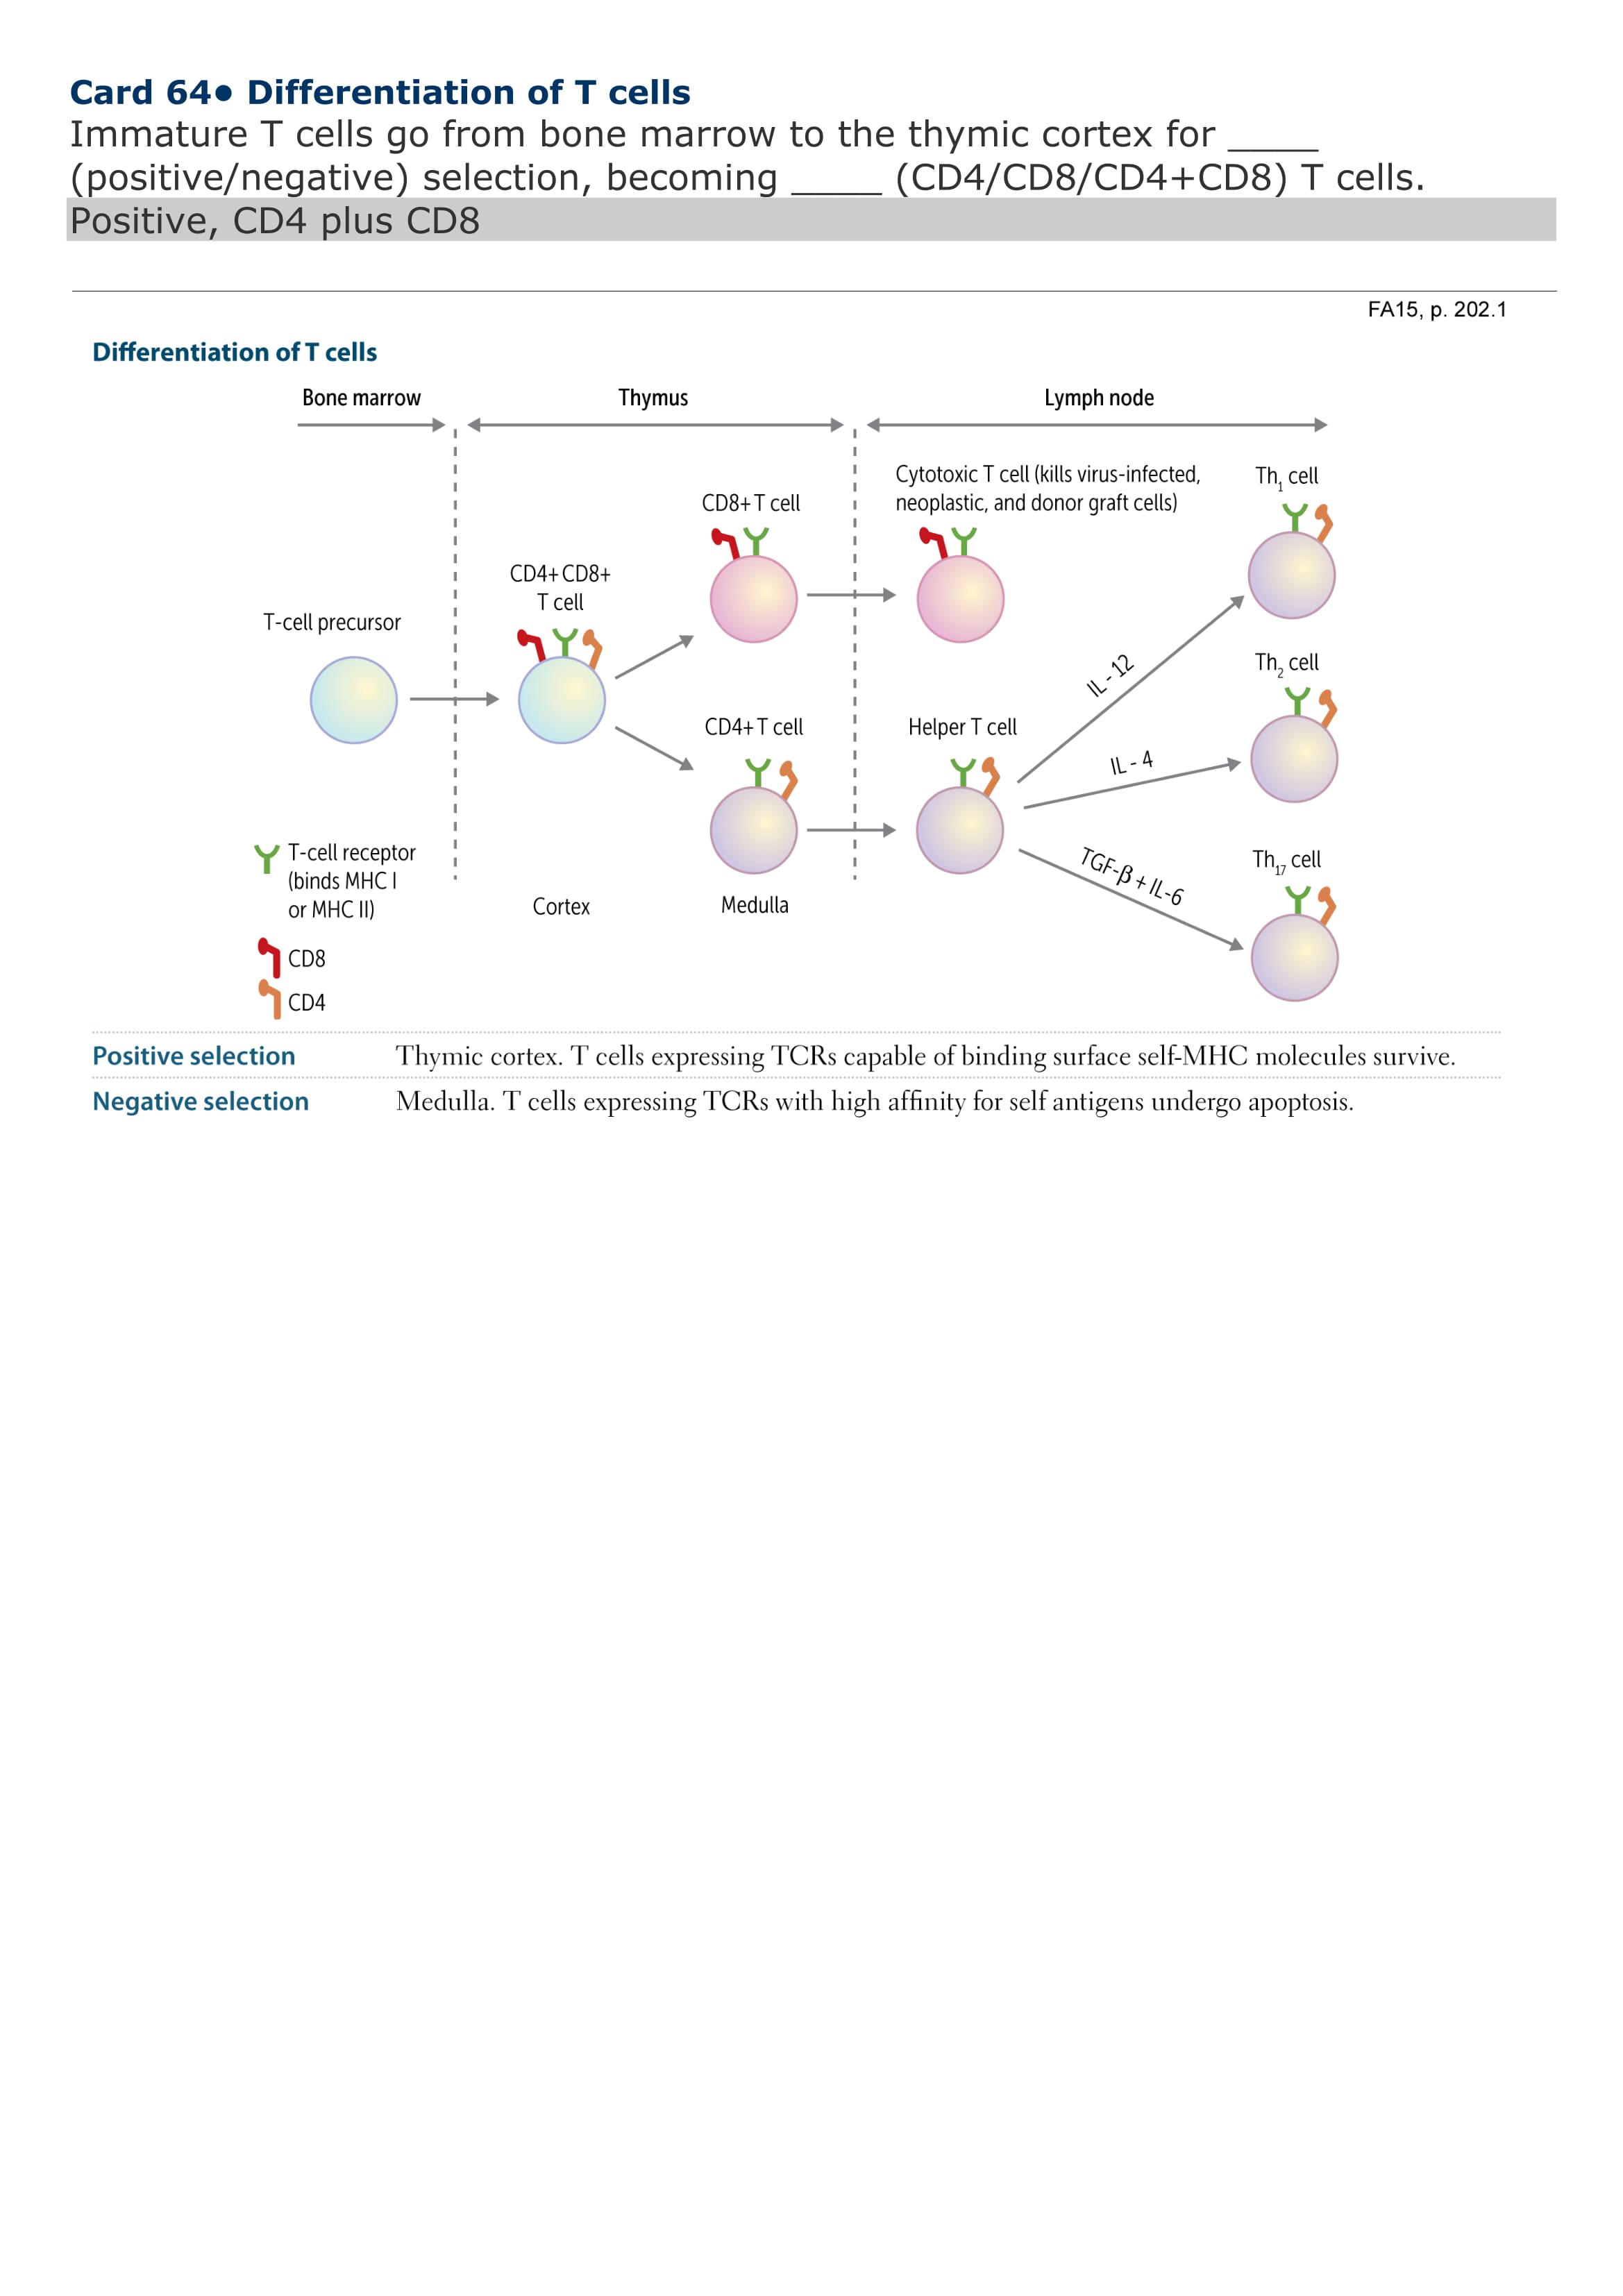 Card 64● Differentiation of T cells
Immature T cells go from bone marrow to the thymic cortex for _____
(positive/negative) selection, becoming _____ (CD4/CD8/CD4+CD8) T cells.
Positive, CD4 plus CD8
FA15, p. 202.1
Differentiation of T cells
Bone marrow
Thymus
Lymph node
Cytotoxic T cell (kills virus-infected,
neoplastic, and donor graft cells)
Th1 cell
CD8+ T cell
CD4+ CD8+
T cell
T-cell precursor
IL - 12
Th2 cell
CD4+ T cell
Helper T cell
IL - 4
TGF-β + IL-6
Th17 cell
T-cell receptor
(binds MHC I
or MHC II)
Cortex
Medulla
CD8
CD4
Positive selection Thymic cortex. T cells expressing TCRs capable of binding surface self-MHC molecules survive.
Negative selection Medulla. T cells expressing TCRs with high affinity for self antigens undergo apoptosis.